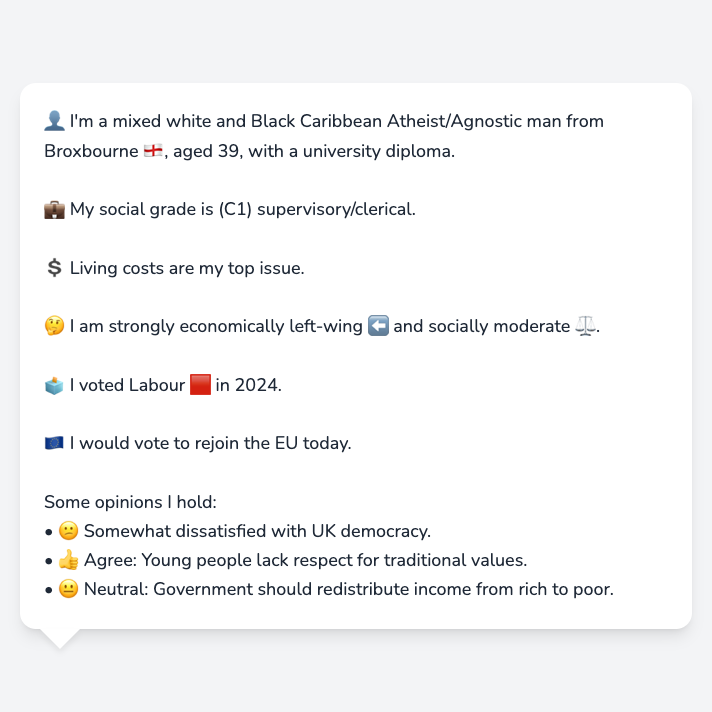 👤 I'm a mixed white and Black Caribbean Atheist/Agnostic man from
Broxbourne 🏴󠁧󠁢󠁥󠁮󠁧󠁿, aged 39, with a university diploma.
💼 My social grade is (C1) supervisory/clerical.
💲 Living costs are my top issue.
🤔 I am strongly economically left-wing ⬅️ and socially moderate ⚖️.
🗳️ I voted Labour 🟥 in 2024.
🇪🇺 I would vote to rejoin the EU today.
Some opinions I hold:
• 🙁 Somewhat dissatisfied with UK democracy.
• 👍 Agree: Young people lack respect for traditional values.
• 😐 Neutral: Government should redistribute income from rich to poor.